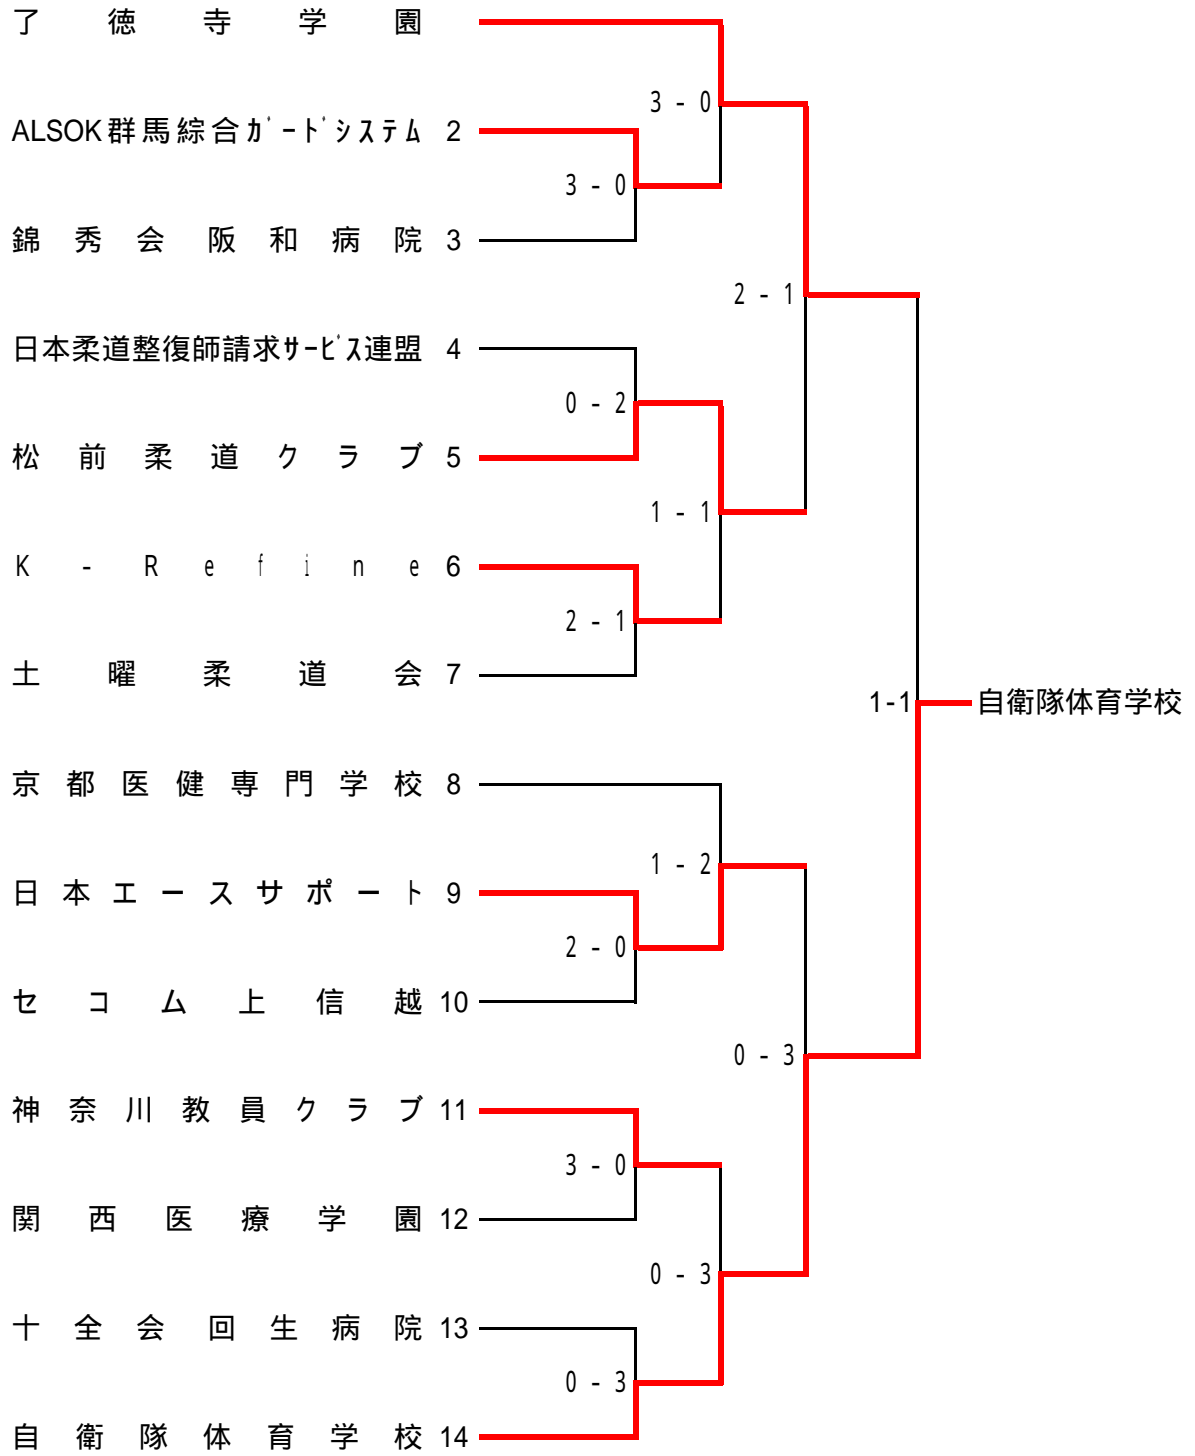 了徳寺学園
3 - 0
ALSOK群馬綜合ｶﾞｰﾄﾞｼｽﾃﾑ 2
3 - 0
錦秀会阪和病院 3
2 - 1
日本柔道整復師請求ｻｰﾋﾞｽ連盟 4
0 - 2
松前柔道クラブ 5
1 - 1
K-Refine 6
2 - 1
土曜柔道会 7
1-1 自衛隊体育学校
京都医健専門学校 8
1 - 2
日本エースサポート 9
2 - 0
セコム上信越 10
0 - 3
神奈川教員クラブ 11
3 - 0
関西医療学園 12
0 - 3
十全会回生病院 13
0 - 3
自衛隊体育学校 14